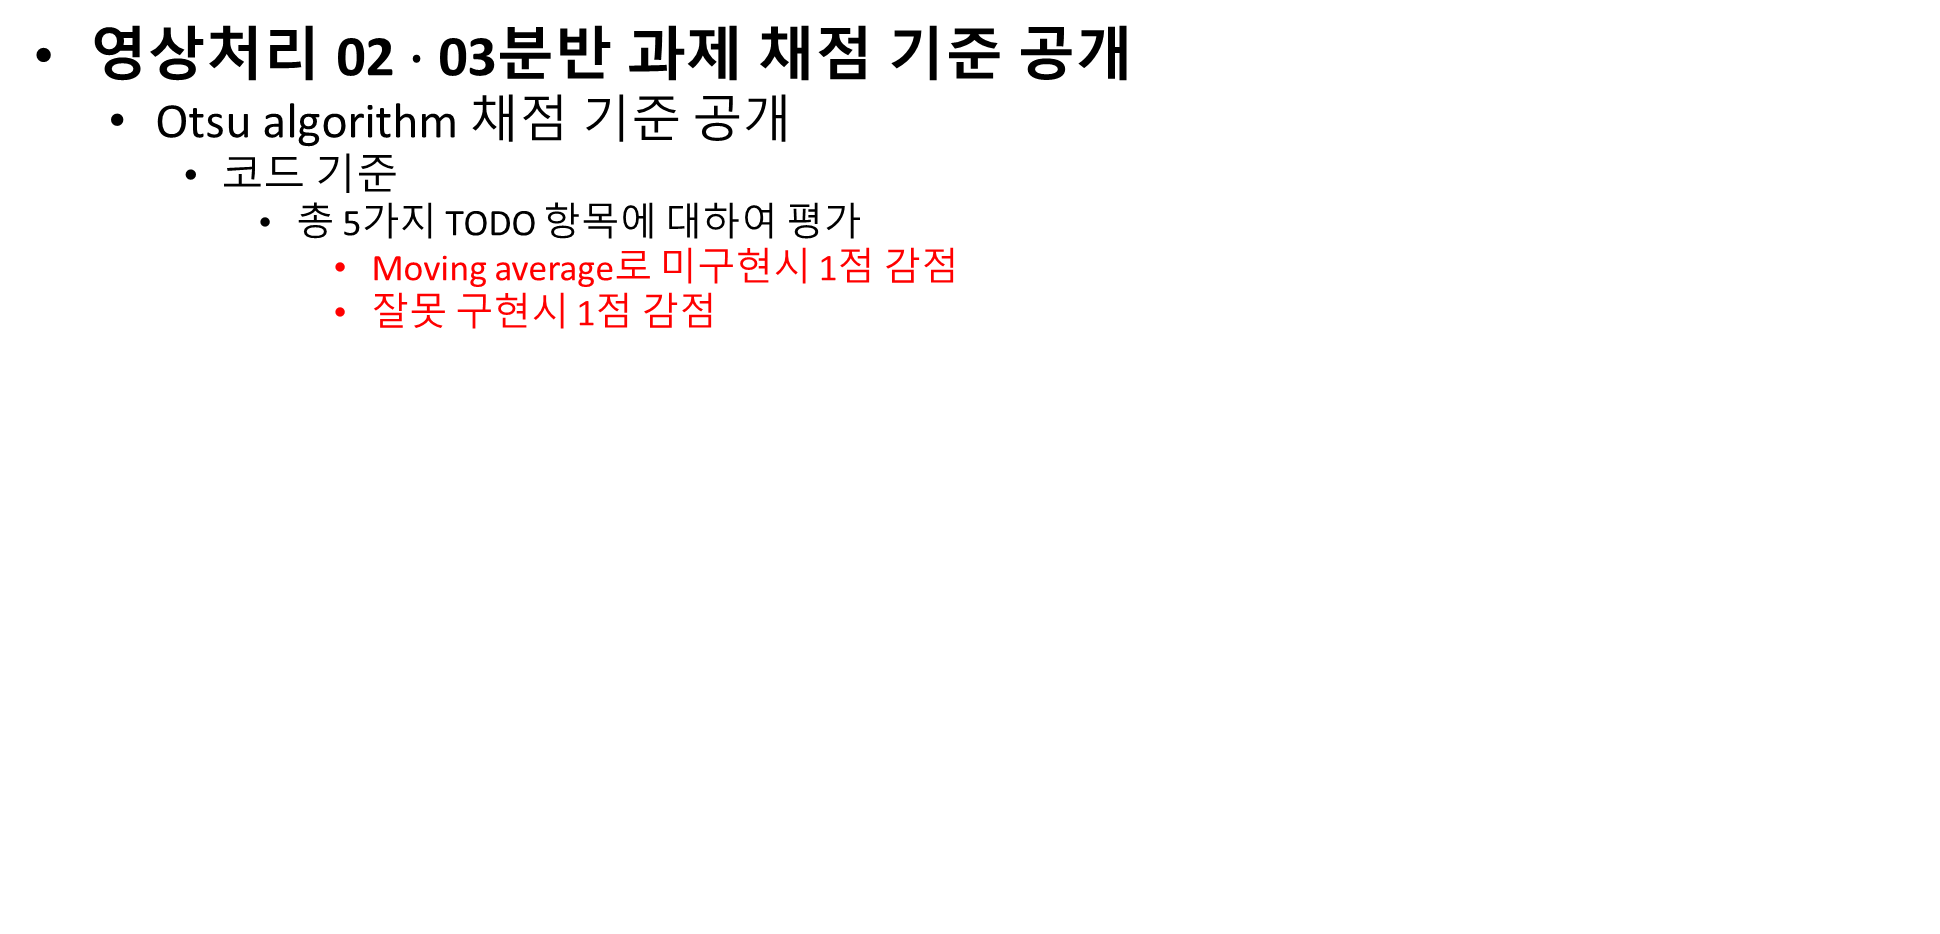 • 영상처리 02 · 03분반 과제 채점 기준 공개
• Otsu algorithm 채점 기준 공개
• 코드 기준
• 총 5가지 TODO 항목에 대하여 평가
• Moving average로 미구현시 1점 감점
• 잘못 구현시 1점 감점